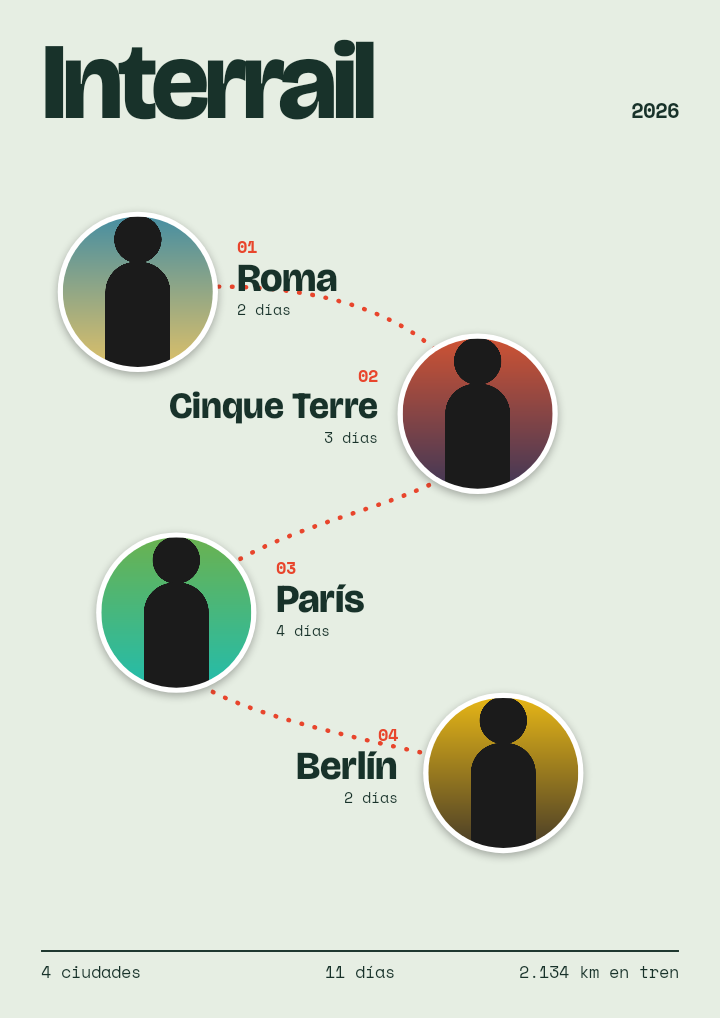 Interrail
2026
01
Roma
2 días
02
Cinque Terre
3 días
03
París
4 días
04
Berlín
2 días
4 ciudades
11 días
2.134 km en tren